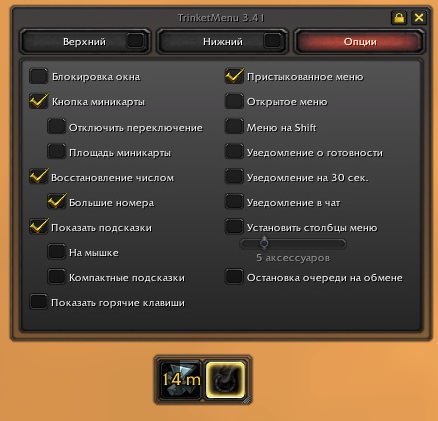 TrinketMenu 3.41
Верхний
Нижний
Опции
Блокировка окна
Кнопка миникарты
Отключить переключение
Площадь миникарты
Восстановление числом
Большие номера
Показать подсказки
На мышке
Компактные подсказки
Показать горячие клавиши
Пристыкованное меню
Открытое меню
Меню на Shift
Уведомление о готовности
Уведомление на 30 сек.
Уведомление в чат
Установить столбцы меню
5 аксессуаров
Остановка очереди на обмене
14 m